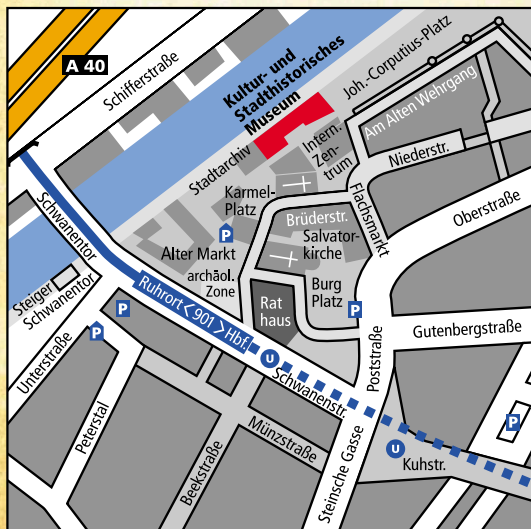 A 40
Schifferstraße
Kultur- und
Stadthistorisches
Museum
Joh.-Corputius-Platz
Am Alten Wehrgang
Stadtarchiv
Intern.
Zen-
trum
Niederstr.
Flachsmarkt
Karmel-
Platz
Brüderstr.
Salvator-
kirche
Oberstraße
Schwanentor
P
Alter Markt
archäol.
Zone
Burg
Platz
Rat
haus
P
Steiger
Schwanentor
Ruhrort <901> Hbf.
P
P
Unterstraße
U
Gutenbergstraße
Poststraße
Schwanenstr.
Peterstal
Münzstraße
Beekstraße
Steinsche Gasse
U
Kuhstr.
P